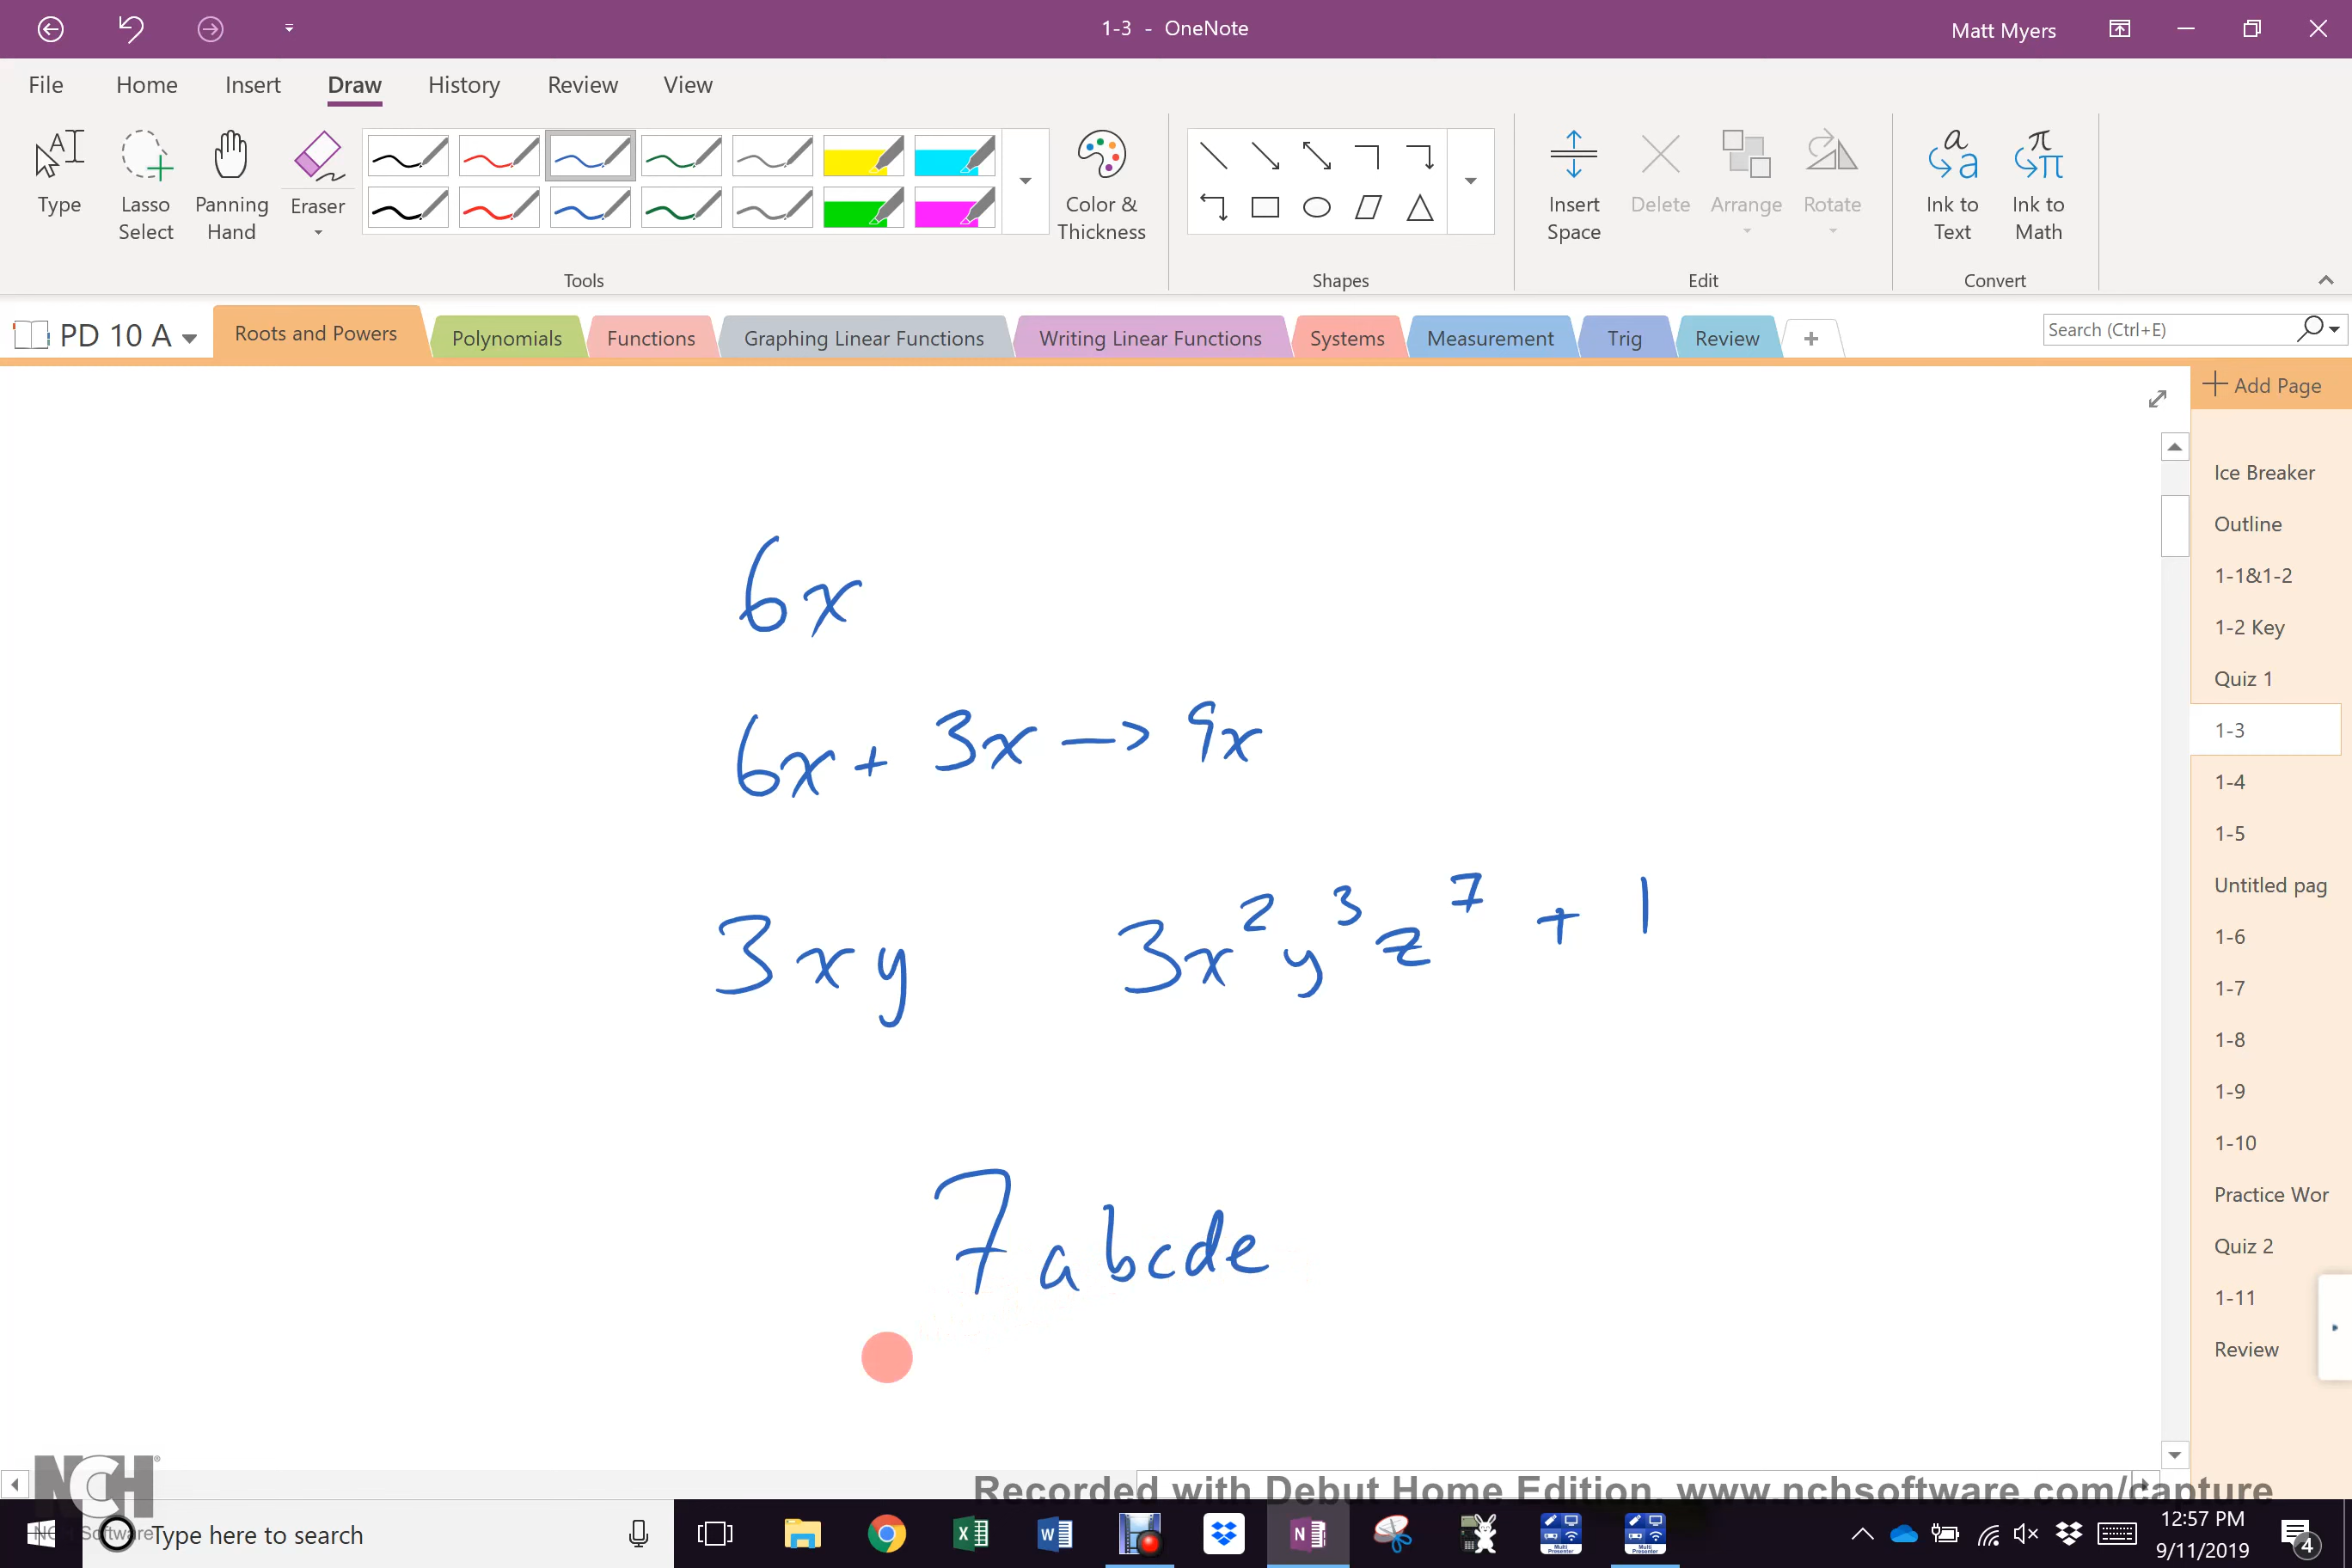 1-3 - OneNote
Matt Myers
File Home Insert Draw History Review View
Type
Lasso Select
Panning Hand
Eraser
Color & Thickness
Insert Space
Delete
Arrange
Rotate
a a
Ink to Text
π π
Ink to Math
Tools
Shapes
Edit
Convert
PD 10 A
Roots and Powers
Polynomials
Functions
Graphing Linear Functions
Writing Linear Functions
Systems
Measurement
Trig
Review
Search (Ctrl+E)
Add Page
Ice Breaker
Outline
1-1&1-2
1-2 Key
Quiz 1
1-3
1-4
1-5
Untitled pag
1-6
1-7
1-8
1-9
1-10
Practice Wor
Quiz 2
1-11
Review
6x
6x + 3x → 9x
3xy 3x²y³z⁷ + 1
7abcde
NCH
NCH Software
Recorded with Debut Home Edition. www.nchsoftware.com/capture
Type here to search
12:57 PM
9/11/2019
4